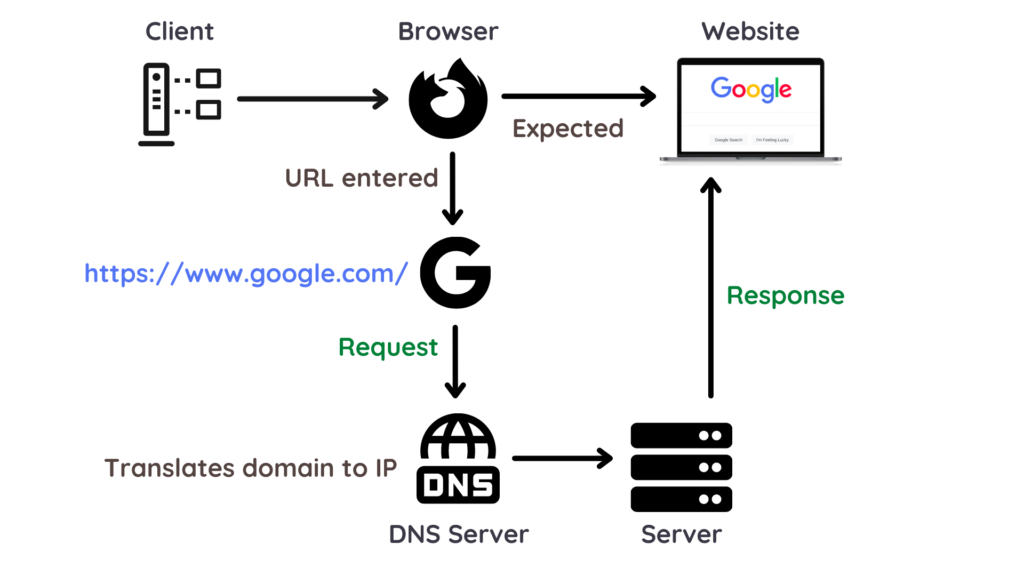 Client
Browser
Website
Google
Google Search
I'm Feeling Lucky
Expected
URL entered
https://www.google.com/
G
Response
Request
Translates domain to IP
DNS
DNS Server
Server